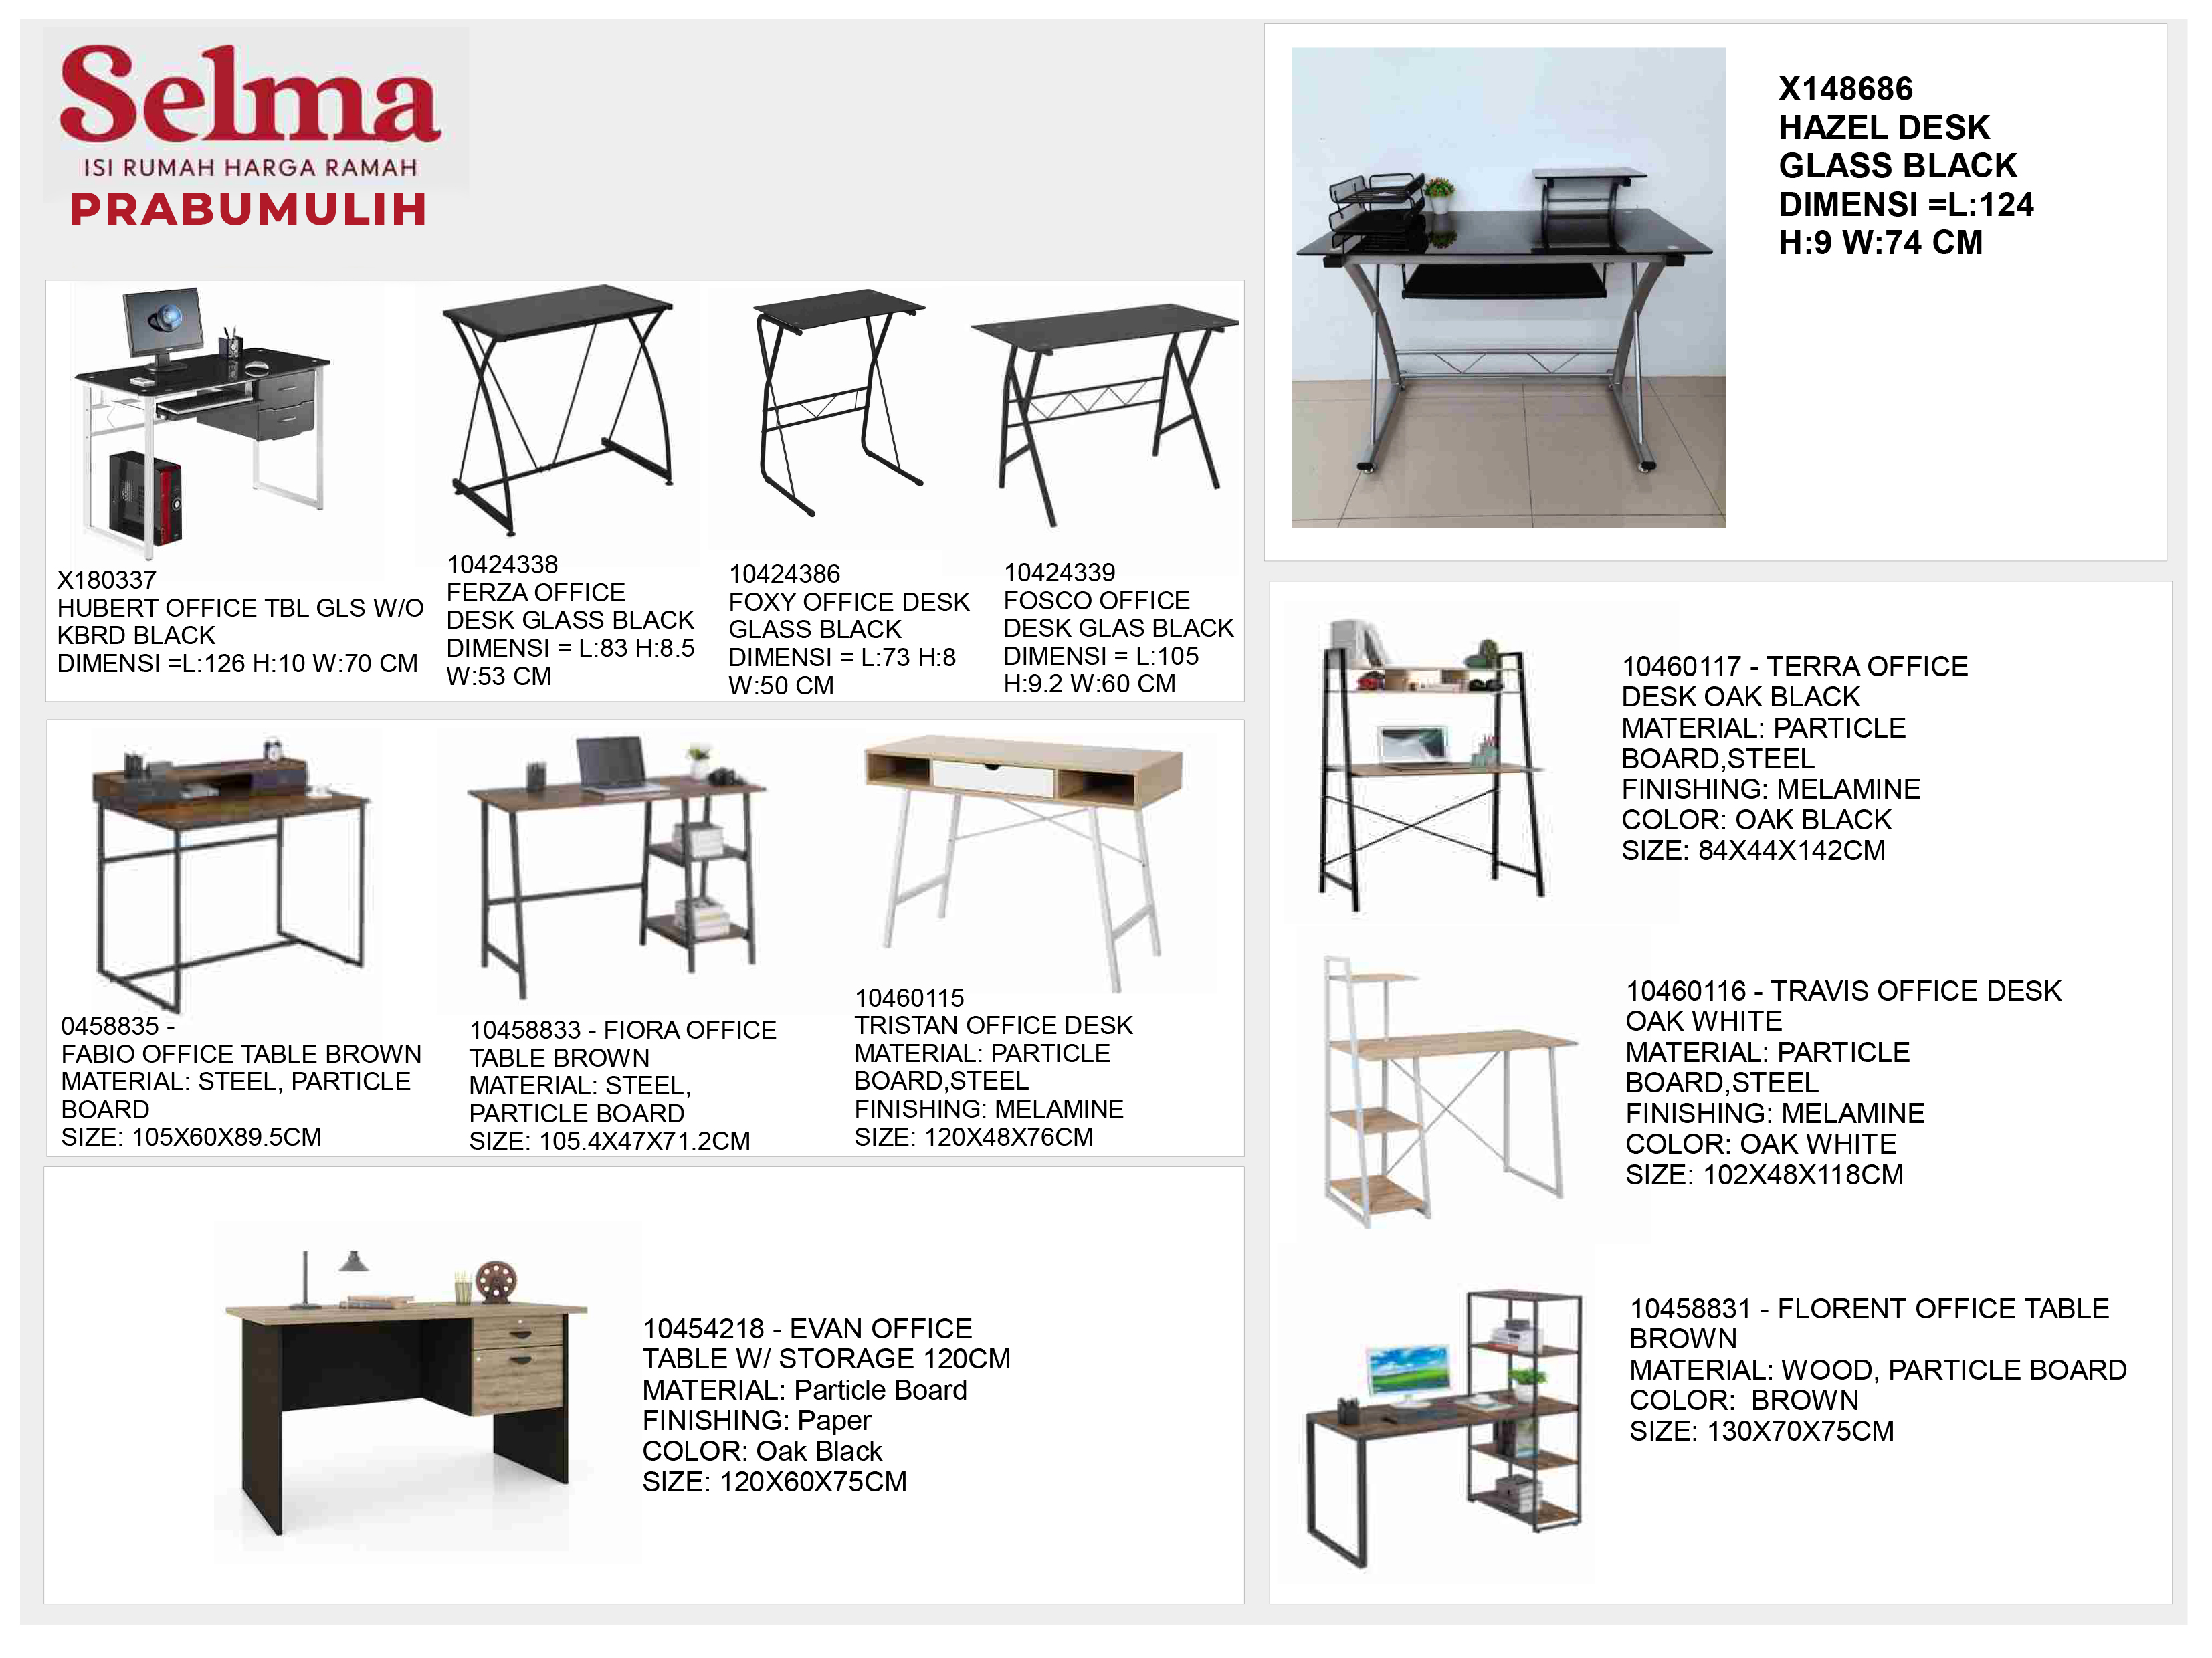 Selma
ISI RUMAH HARGA RAMAH
PRABUMULIH
X148686
HAZEL DESK
GLASS BLACK
DIMENSI =L:124
H:9 W:74 CM
X180337
HUBERT OFFICE TBL GLS W/O
KBRD BLACK
DIMENSI =L:126 H:10 W:70 CM
10424338
FERZA OFFICE
DESK GLASS BLACK
DIMENSI = L:83 H:8.5
W:53 CM
10424386
FOXY OFFICE DESK
GLASS BLACK
DIMENSI = L:73 H:8
W:50 CM
10424339
FOSCO OFFICE
DESK GLAS BLACK
DIMENSI = L:105
H:9.2 W:60 CM
0458835 -
FABIO OFFICE TABLE BROWN
MATERIAL: STEEL, PARTICLE
BOARD
SIZE: 105X60X89.5CM
10458833 - FIORA OFFICE
TABLE BROWN
MATERIAL: STEEL,
PARTICLE BOARD
SIZE: 105.4X47X71.2CM
10460115
TRISTAN OFFICE DESK
MATERIAL: PARTICLE
BOARD,STEEL
FINISHING: MELAMINE
SIZE: 120X48X76CM
10454218 - EVAN OFFICE
TABLE W/ STORAGE 120CM
MATERIAL: Particle Board
FINISHING: Paper
COLOR: Oak Black
SIZE: 120X60X75CM
10460117 - TERRA OFFICE
DESK OAK BLACK
MATERIAL: PARTICLE
BOARD,STEEL
FINISHING: MELAMINE
COLOR: OAK BLACK
SIZE: 84X44X142CM
10460116 - TRAVIS OFFICE DESK
OAK WHITE
MATERIAL: PARTICLE
BOARD,STEEL
FINISHING: MELAMINE
COLOR: OAK WHITE
SIZE: 102X48X118CM
10458831 - FLORENT OFFICE TABLE
BROWN
MATERIAL: WOOD, PARTICLE BOARD
COLOR:  BROWN
SIZE: 130X70X75CM